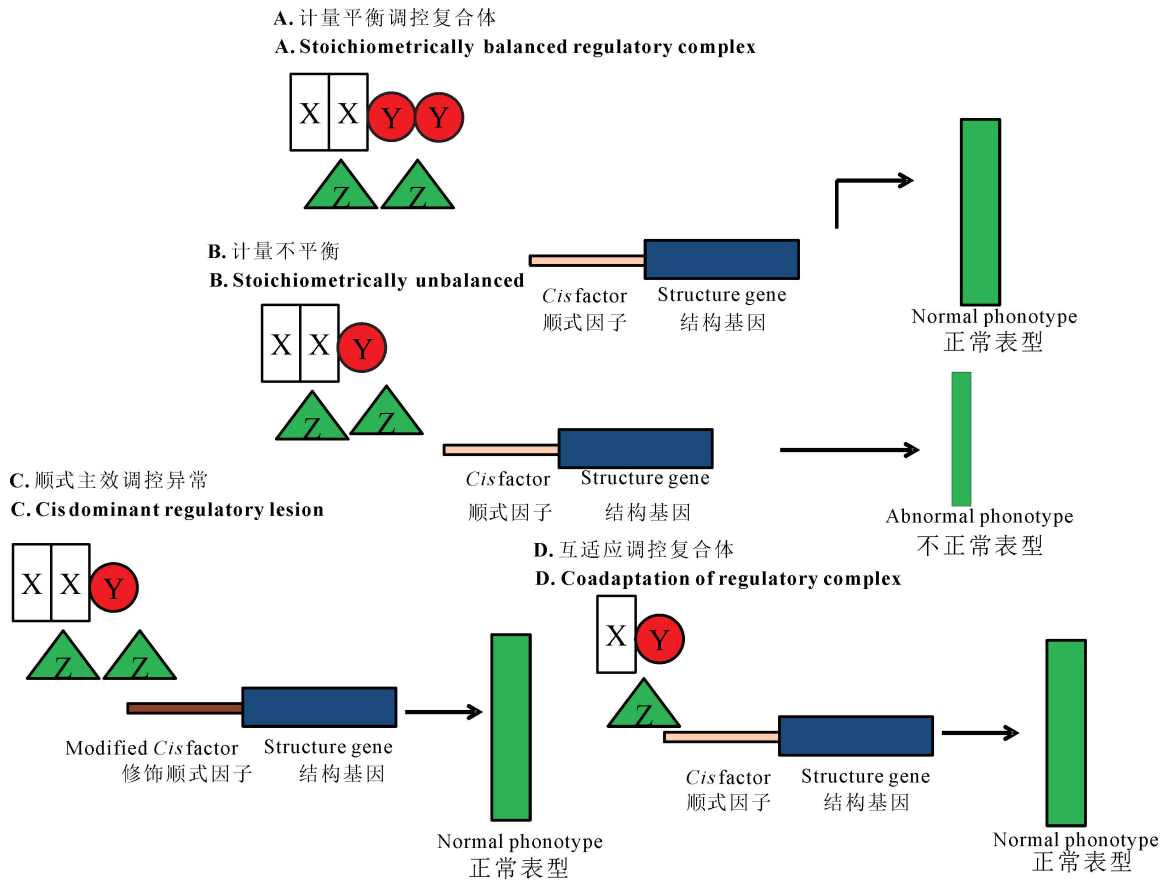 A. 计量平衡调控复合体
A. Stoichiometrically balanced regulatory complex
X X Y Y
Z Z
B. 计量不平衡
B. Stoichiometrically unbalanced
Cis factor Structure gene
顺式因子 结构基因
Normal phonotype
正常表型
X X Y
Z Z
Cis factor Structure gene
顺式因子 结构基因
Abnormal phonotype
不正常表型
C. 顺式主效调控异常
C. Cis dominant regulatory lesion
X X Y
Z Z
Modified Cis factor Structure gene
修饰顺式因子 结构基因
Normal phonotype
正常表型
D. 互适应调控复合体
D. Coadaptation of regulatory complex
X Y
Z
Cis factor Structure gene
顺式因子 结构基因
Normal phonotype
正常表型